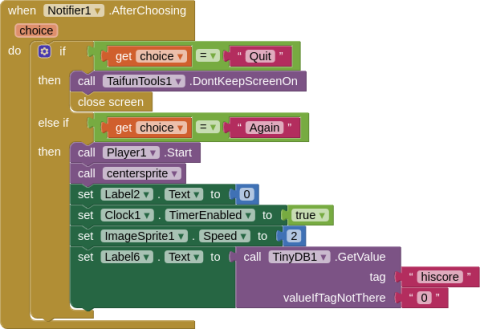 when Notifier1 .AfterChoosing
choice
do if get choice = " Quit "
then call TaifunTools1 .DontKeepScreenOn
close screen
else if get choice = " Again "
then call Player1 .Start
call centersprite
set Label2 . Text to 0
set Clock1 . TimerEnabled to true
set ImageSprite1 . Speed to 2
set Label6 . Text to call TinyDB1 .GetValue
tag " hiscore "
valueIfTagNotThere " 0 "